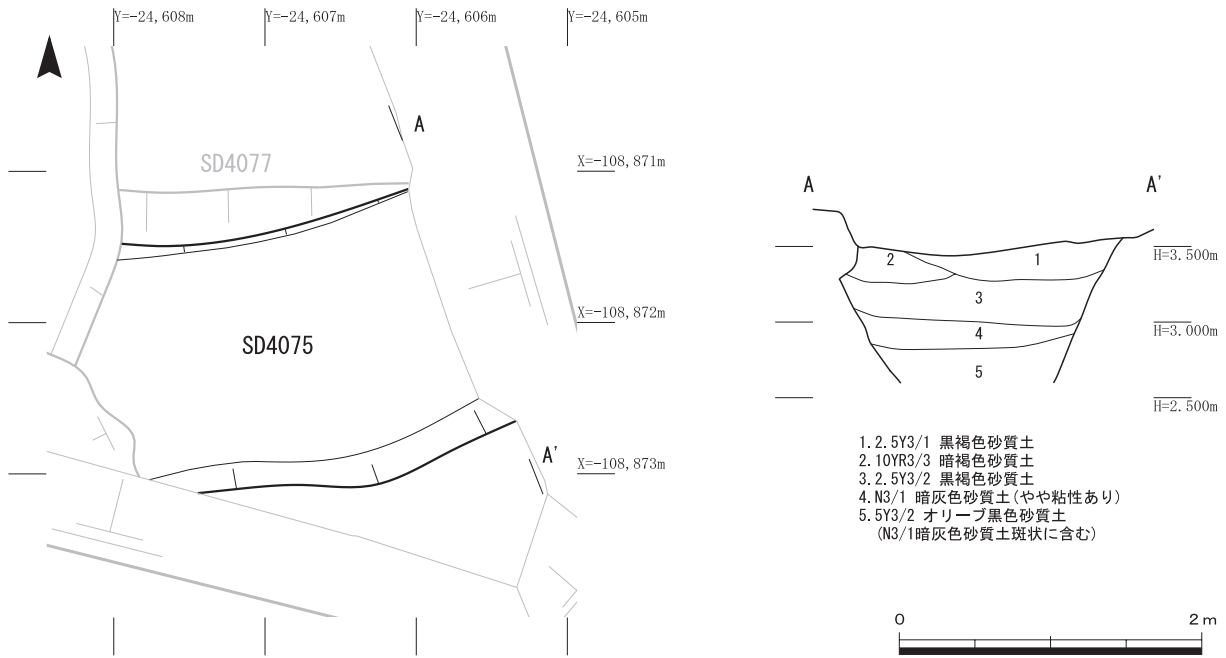 Y=-24,608m
Y=-24,607m
Y=-24,606m
Y=-24,605m
A
SD4077
X=-108,871m
X=-108,872m
SD4075
A'
X=-108,873m
A
A'
H=3.500m
2
1
3
H=3.000m
4
5
H=2.500m
1.2.5Y3/1 黒褐色砂質土
2.10YR3/3 暗褐色砂質土
3.2.5Y3/2 黒褐色砂質土
4.N3/1 暗灰色砂質土(やや粘性あり)
5.5Y3/2 オリーブ黒色砂質土
(N3/1暗灰色砂質土斑状に含む)
0
2m